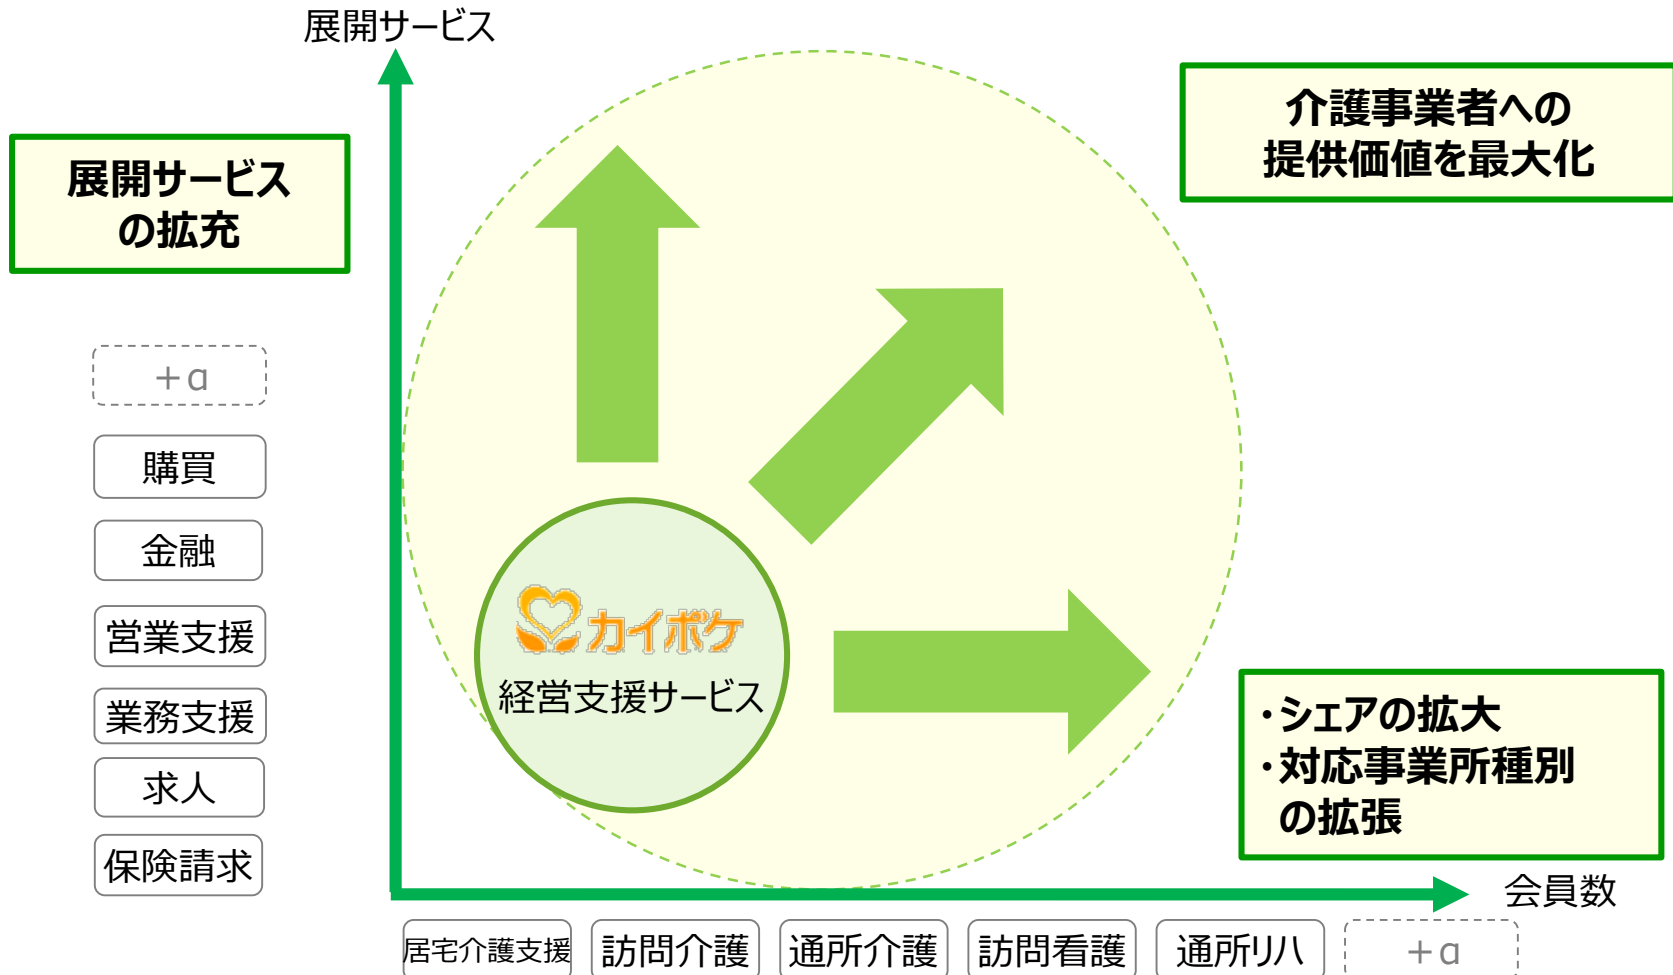 展開サービス
展開サービス
の拡充
介護事業者への
提供価値を最大化
+α
購買
金融
営業支援
業務支援
求人
保険請求
カイポケ
経営支援サービス
・シェアの拡大
・対応事業所種別
の拡張
会員数
居宅介護支援
訪問介護
通所介護
訪問看護
通所リハ
+α